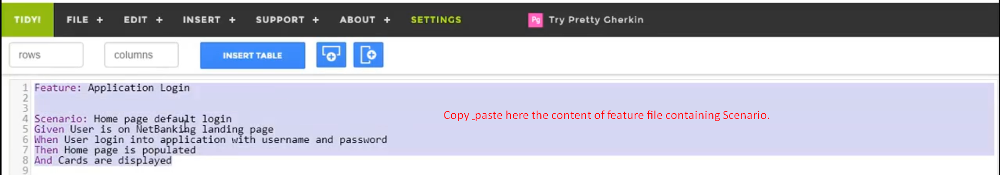 TIDY! FILE + EDIT + INSERT + SUPPORT + ABOUT + SETTINGS Pg Try Pretty Gherkin
rows columns INSERT TABLE
1 Feature: Application Login
2
3
4 Scenario: Home page default login
Copy _paste here the content of feature file containing Scenario.
5 Given User is on NetBanking landing page
6 When User login into application with username and password
7 Then Home page is populated
8 And Cards are displayed
9